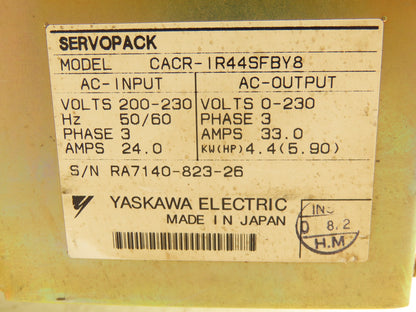 SERVOPACK
MODEL CACR-IR44SFBY8
AC-INPUT AC-OUTPUT
VOLTS 200-230 VOLTS 0-230
Hz 50/60 PHASE 3
PHASE 3 AMPS 33.0
AMPS 24.0 KW(HP) 4.4(5.90)
S/N RA7140-823-26
YASKAWA ELECTRIC
MADE IN JAPAN
INS
8.2
H.M